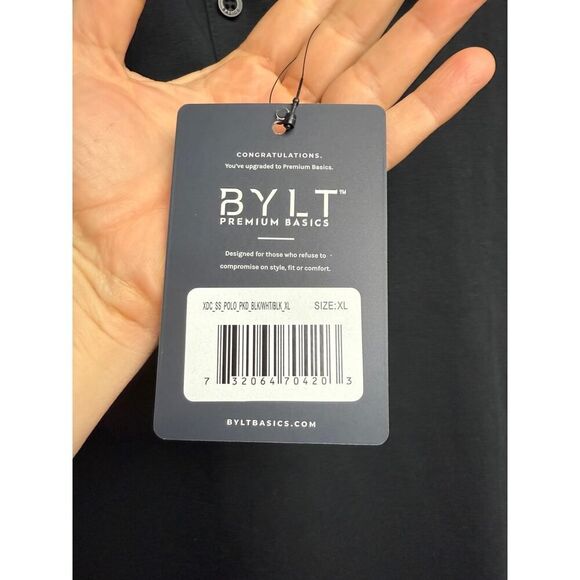 CONGRATULATIONS.
You've upgraded to Premium Basics.
BYLT™
PREMIUM BASICS
Designed for those who refuse to
compromise on style, fit or comfort.
XDC_SS_POLO_PKD_BLK/WHT/BLK_XL SIZE:XL
7 32064 70420 3
BYLTBASICS.COM